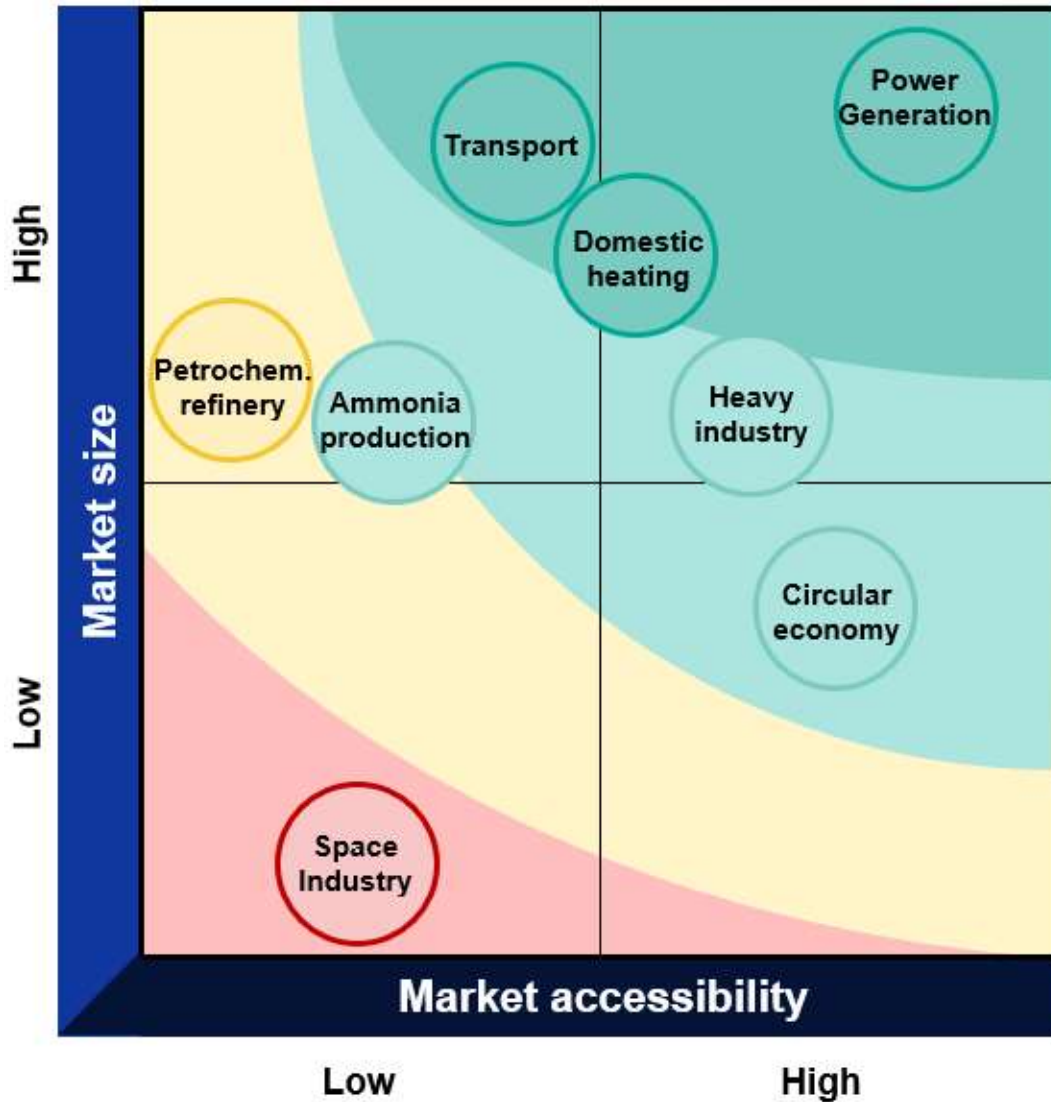 Power
Generation
Transport
Domestic
heating
High
Petrochem.
refinery
Ammonia
production
Heavy
industry
Market size
Circular
economy
Low
Space
Industry
Market accessibility
Low
High